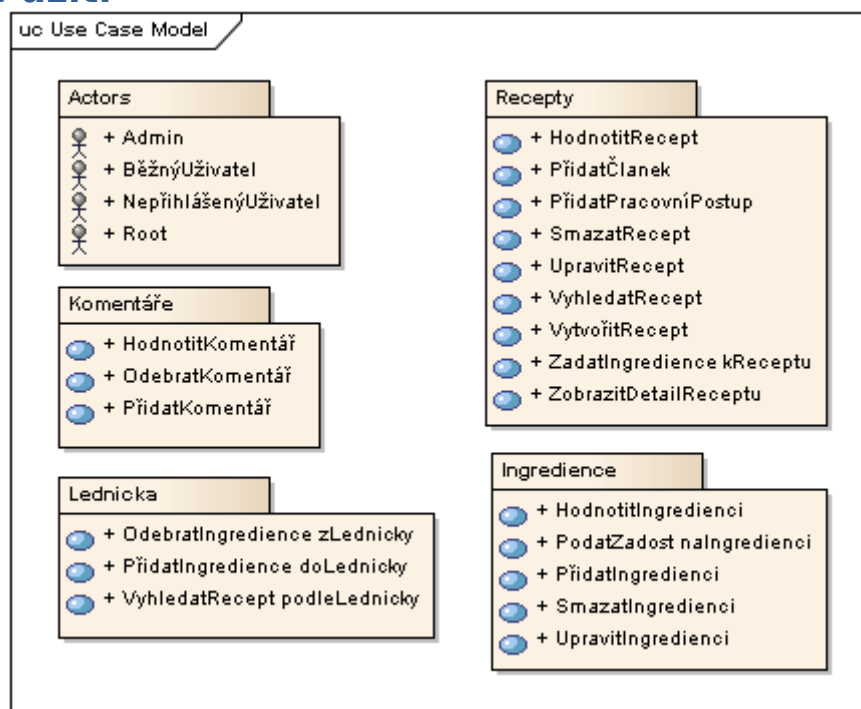 uc Use Case Model
Actors
+ Admin
+ BěžnýUživatel
+ NepřihlášenýUživatel
+ Root
Komentáře
+ HodnotitKomentář
+ OdebratKomentář
+ PřidatKomentář
Lednicka
+ OdebratIngredience zLednicky
+ PřidatIngredience doLednicky
+ VyhledatRecept podleLednicky
Recepty
+ HodnotitRecept
+ PřidatČlanek
+ PřidatPracovníPostup
+ SmazatRecept
+ UpravitRecept
+ VyhledatRecept
+ VytvořitRecept
+ ZadatIngredience kReceptu
+ ZobrazitDetailReceptu
Ingredience
+ HodnotitIngredienci
+ PodatZadost naIngredienci
+ PřidatIngredienci
+ SmazatIngredienci
+ UpravitIngredienci